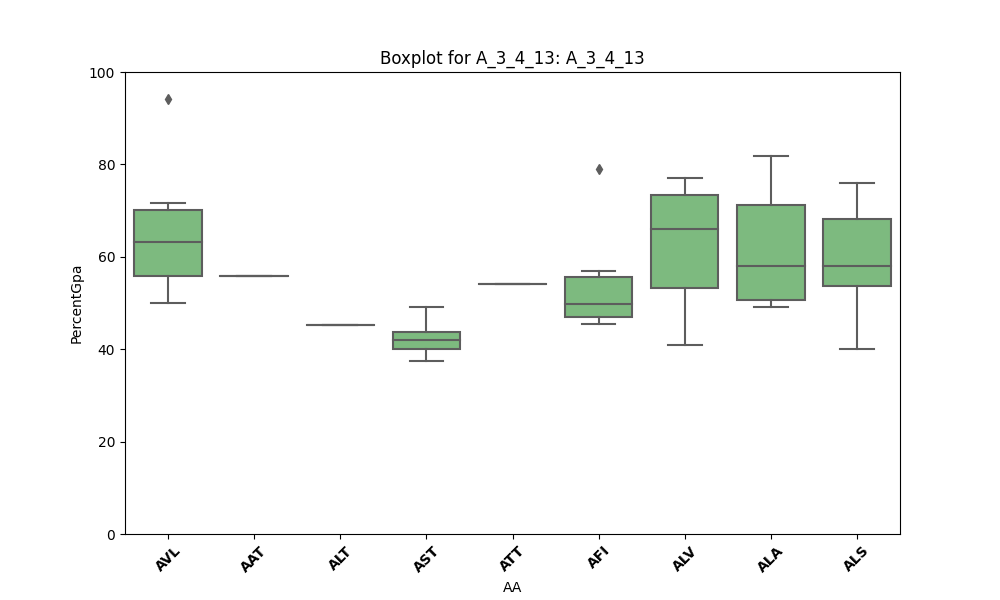 Boxplot for A_3_4_13: A_3_4_13
100
80
60
40
20
0
PercentGpa
AVL
AAT
ALT
AST
ATT
AFI
ALV
ALA
ALS
AA